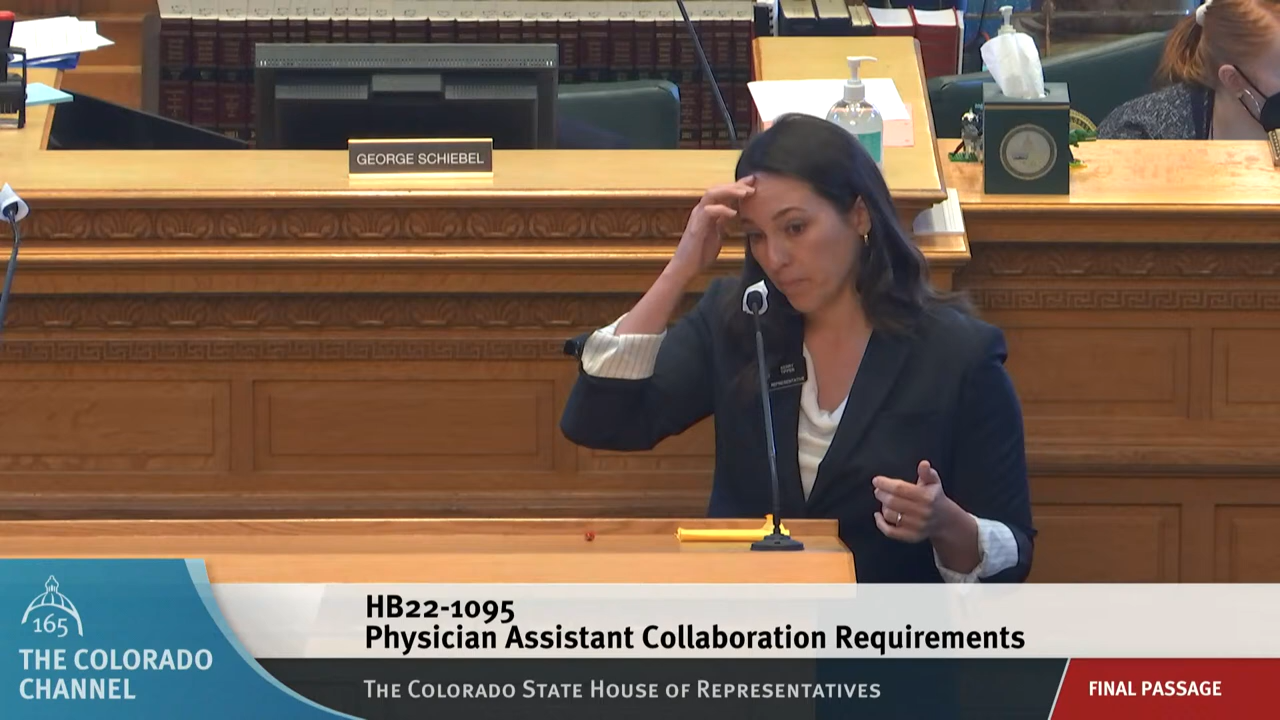 GEORGE SCHIEBEL
REPRESENTATIVE
HB22-1095
Physician Assistant Collaboration Requirements
165
THE COLORADO
CHANNEL
THE COLORADO STATE HOUSE OF REPRESENTATIVES
FINAL PASSAGE